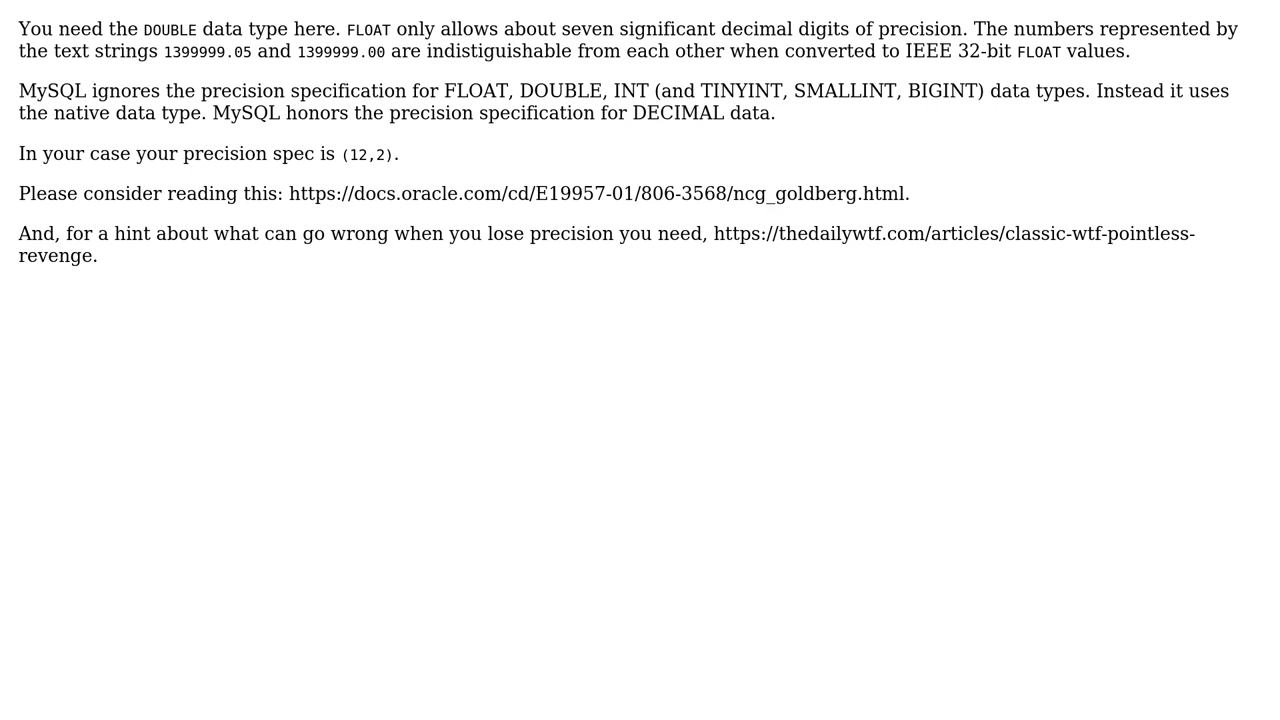 You need the DOUBLE data type here. FLOAT only allows about seven significant decimal digits of precision. The numbers represented by
the text strings 1399999.05 and 1399999.00 are indistiguishable from each other when converted to IEEE 32-bit FLOAT values.
MySQL ignores the precision specification for FLOAT, DOUBLE, INT (and TINYINT, SMALLINT, BIGINT) data types. Instead it uses
the native data type. MySQL honors the precision specification for DECIMAL data.
In your case your precision spec is (12,2).
Please consider reading this: https://docs.oracle.com/cd/E19957-01/806-3568/ncg_goldberg.html.
And, for a hint about what can go wrong when you lose precision you need, https://thedailywtf.com/articles/classic-wtf-pointless-
revenge.